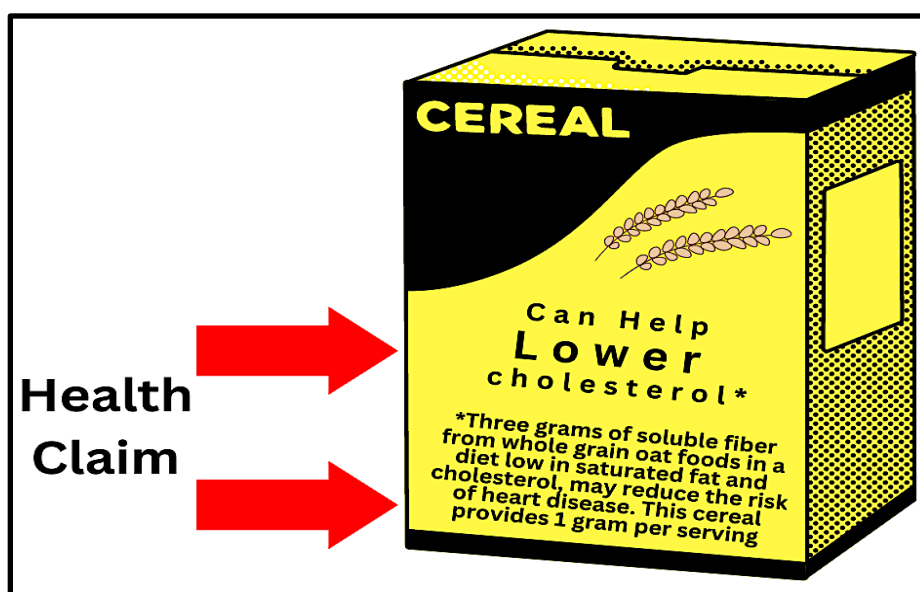 CEREAL
Can Help
Lower
cholesterol*
*Three grams of soluble fiber
from whole grain oat foods in a
diet low in saturated fat and
cholesterol, may reduce the risk
of heart disease. This cereal
provides 1 gram per serving
Health
Claim